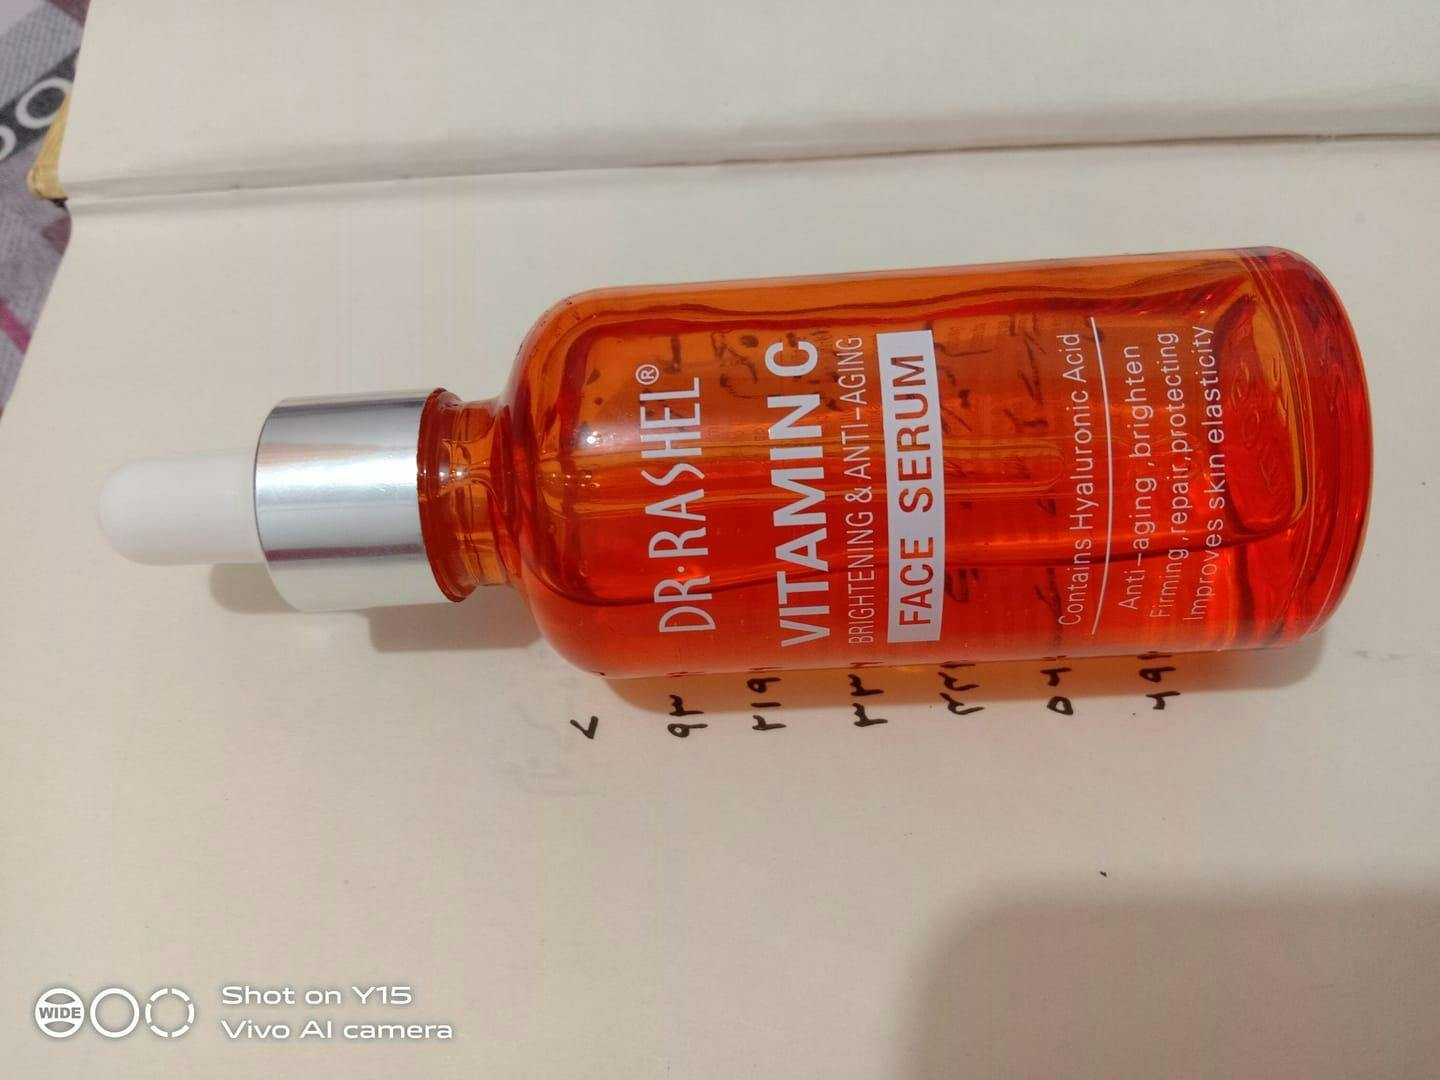 DR.RASHEL®
VITAMIN C
BRIGHTENING & ANTI-AGING
FACE SERUM
Contains Hyaluronic Acid
Anti-aging,brighten
Firming,repair,protecting
Improves skin elasticity
WIDE
Shot on Y15
Vivo AI camera